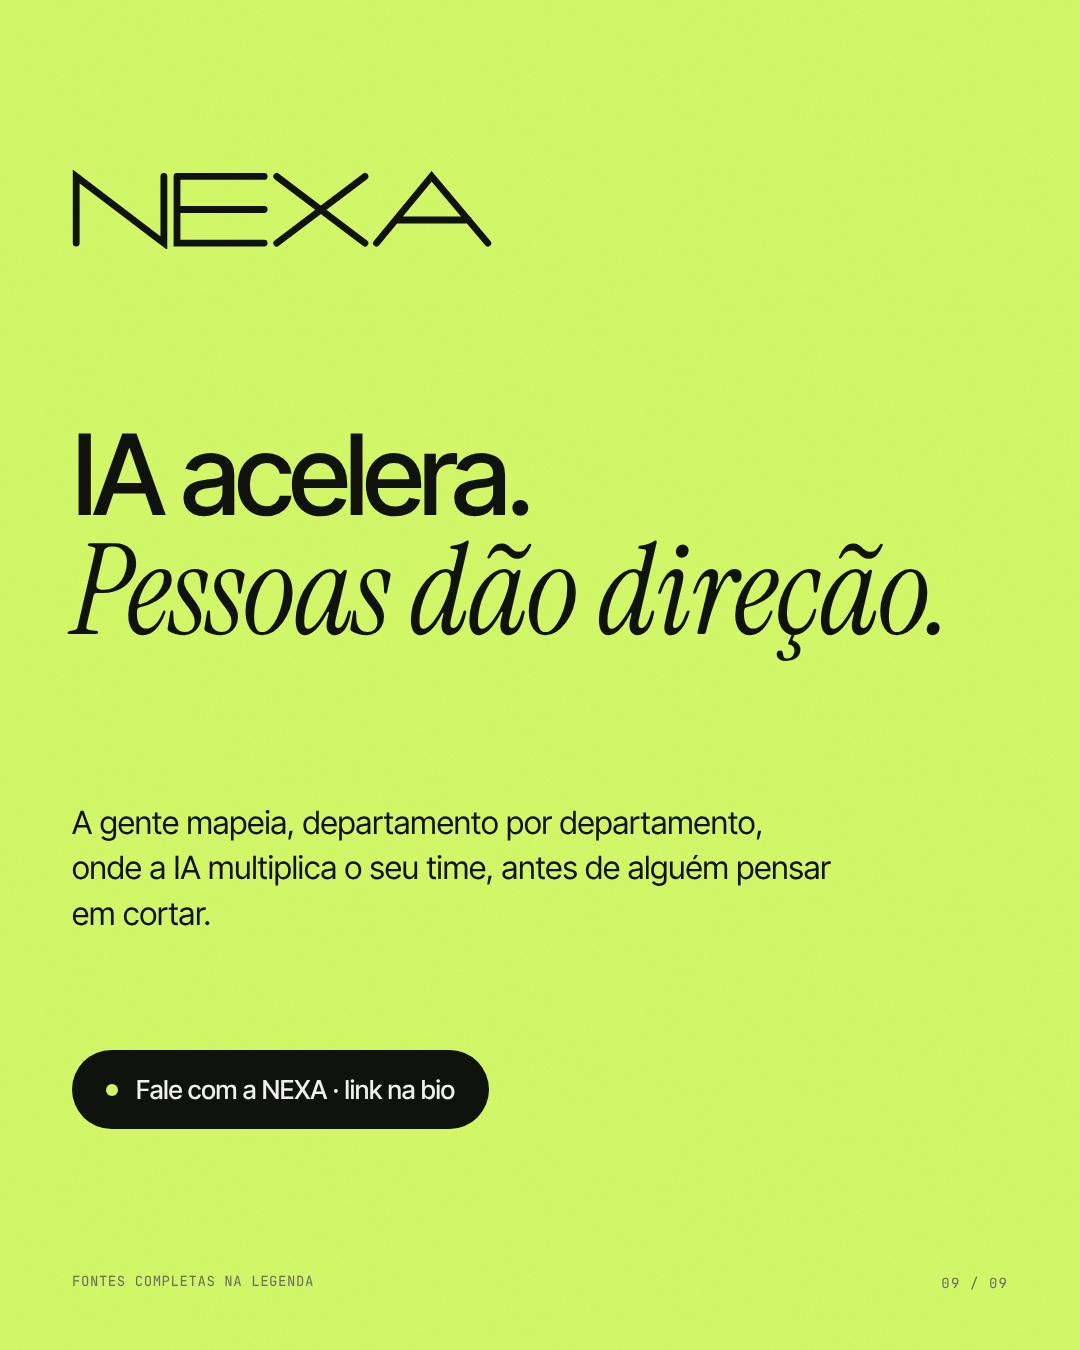 NEXA
IA acelera.
Pessoas dão direção.
A gente mapeia, departamento por departamento,
onde a IA multiplica o seu time, antes de alguém pensar
em cortar.
Fale com a NEXA · link na bio
FONTES COMPLETAS NA LEGENDA
09 / 09